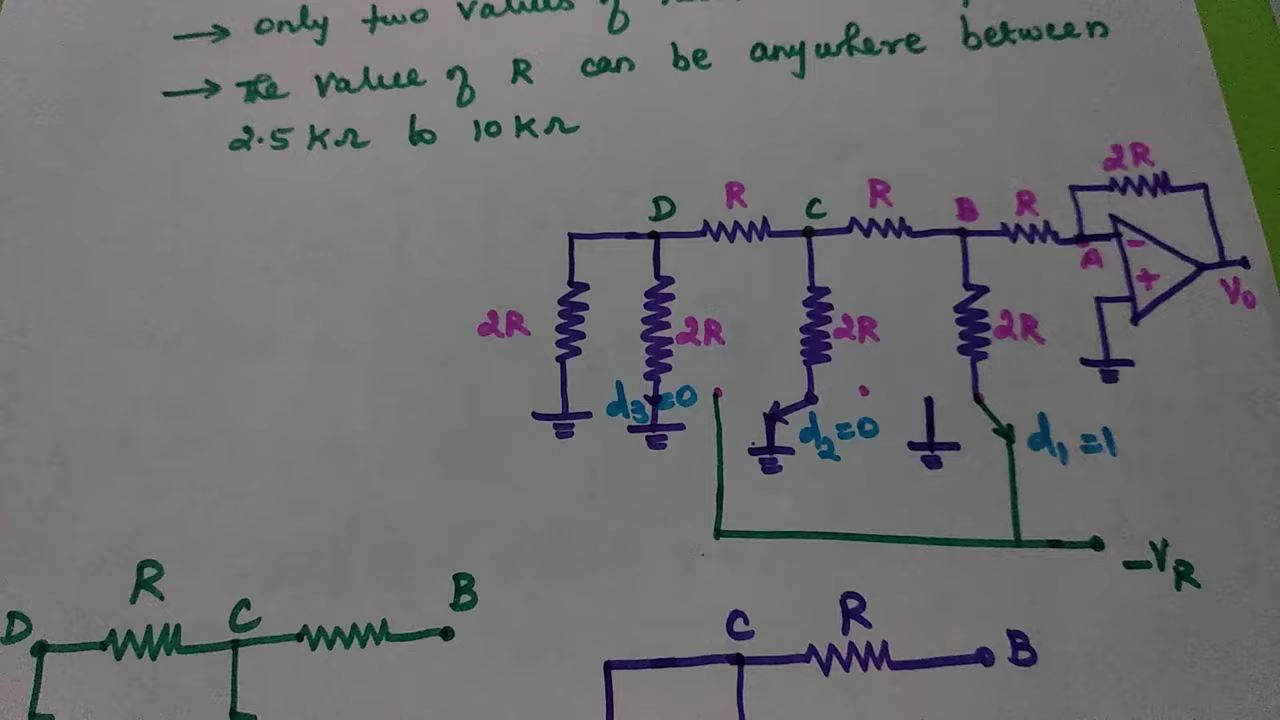 → only two values of
→ The value of R can be anywhere between
2.5 KΩ to 10 KΩ
2R
D R C R B R
A - + V0
2R 2R 2R 2R
d3=0 d2=0 d1=1
-VR
D R C B
C R B